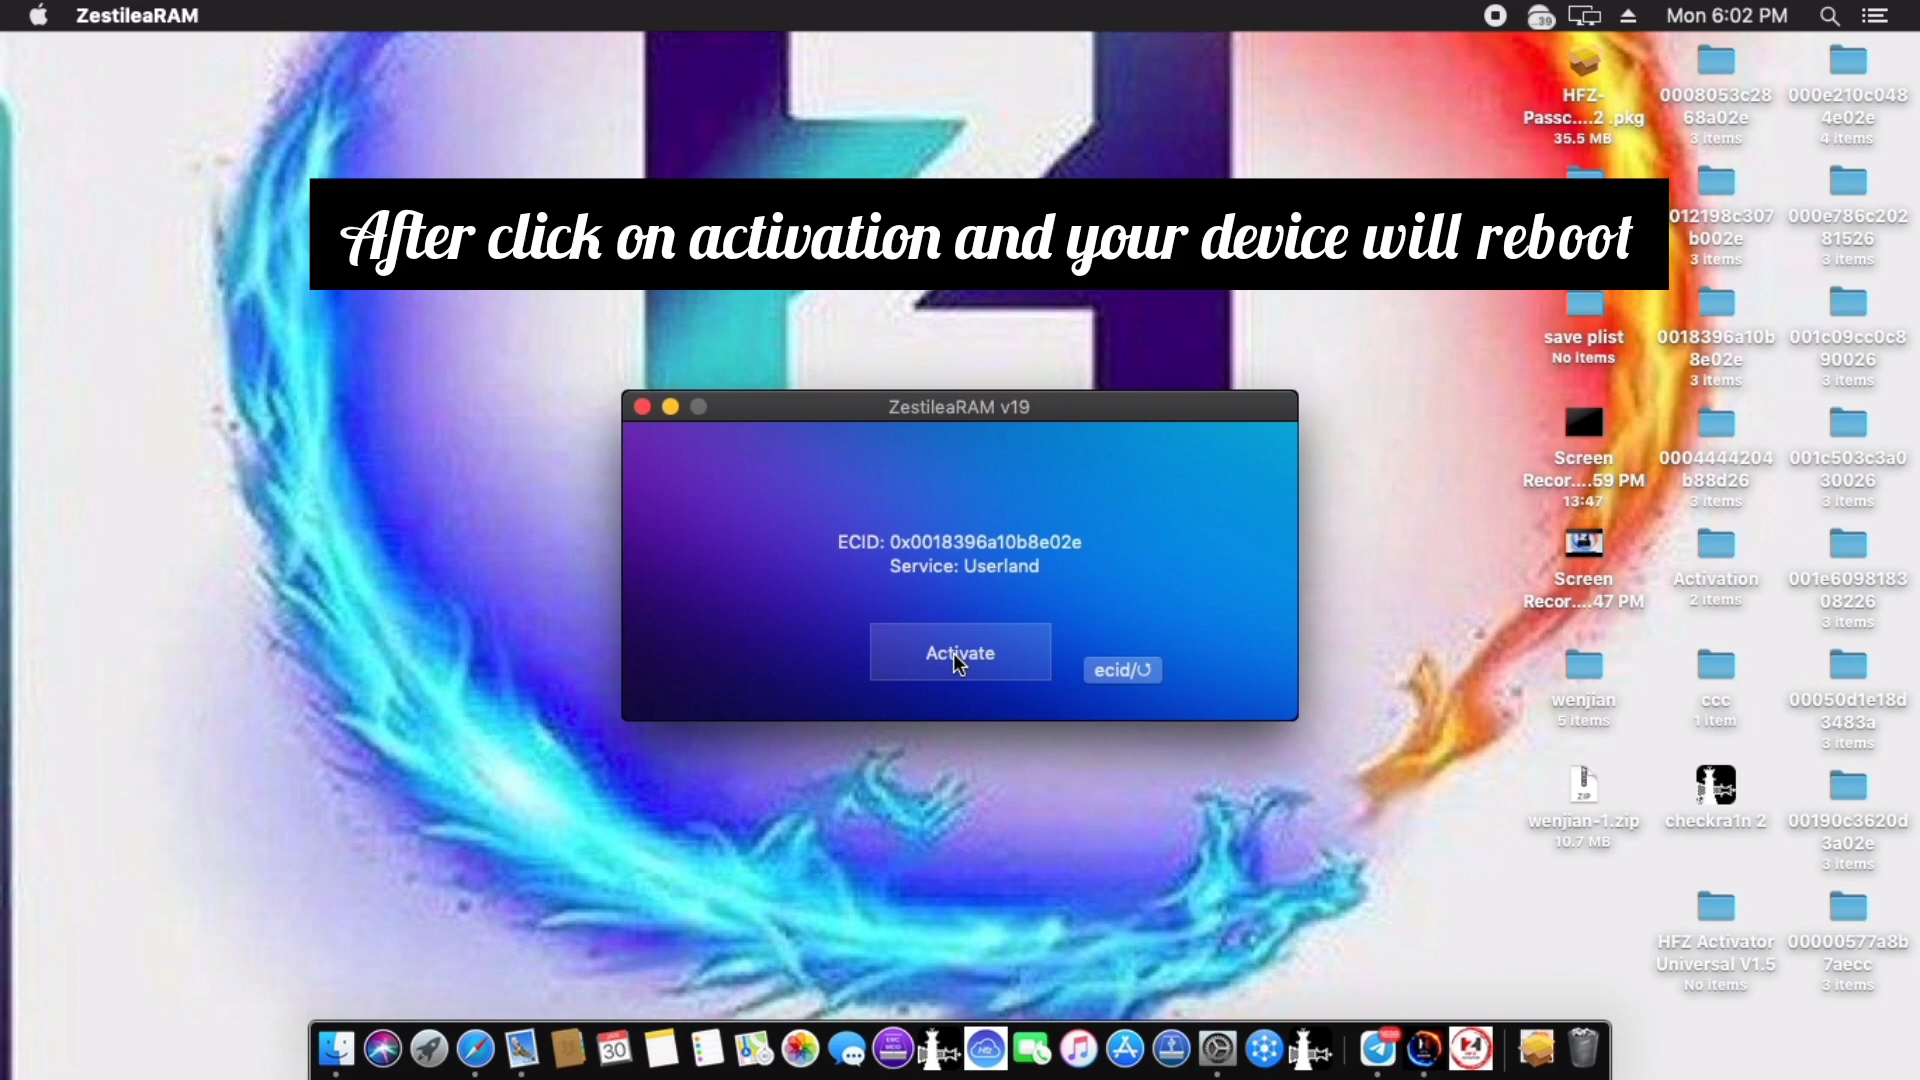 ZestileaRAM
39
Mon 6:02 PM
After click on activation and your device will reboot
ZestileaRAM v19
ECID: 0x0018396a10b8e02e
Service: Userland
Activate
ecid/↺
HFZ-
Passc....2 .pkg
35.5 MB
save plist
No items
Screen
Recor....59 PM
13:47
Screen
Recor....47 PM
wenjian
5 items
ZIP
wenjian-1.zip
10.7 MB
0008053c28
68a02e
3 items
012198c307
b002e
3 items
0018396a10b
8e02e
3 items
0004444204
b88d26
3 items
Activation
2 items
ccc
1 item
checkra1n 2
HFZ Activator
Universal V1.5
No items
000e210c048
4e02e
4 items
000e786c202
81526
3 items
001c09cc0c8
90026
3 items
001c503c3a0
30026
3 items
001e6098183
08226
3 items
00050d1e18d
3483a
3 items
00190c3620d
3a02e
3 items
00000577a8b
7aecc
3 items
30